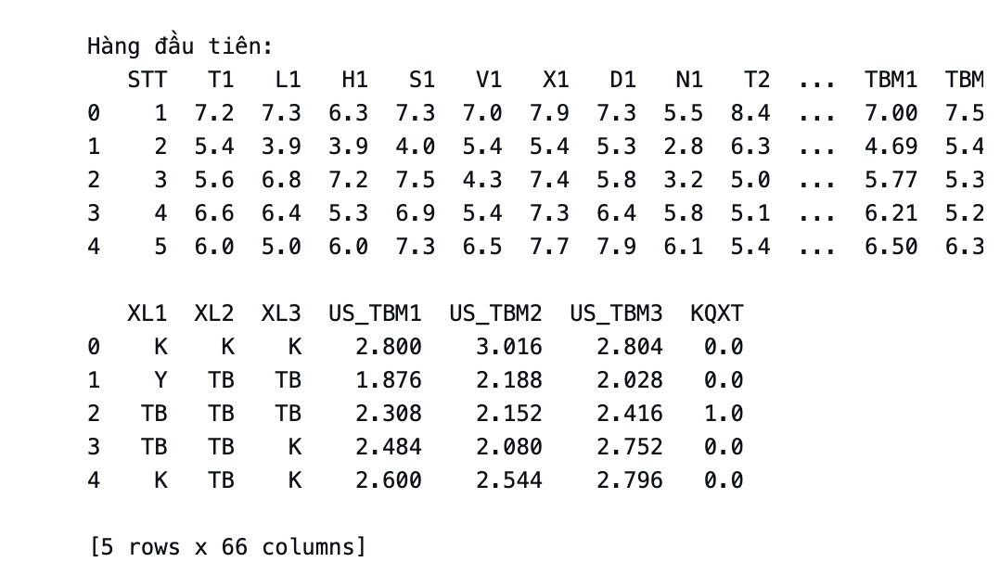 Hàng đầu tiên:
STT T1 L1 H1 S1 V1 X1 D1 N1 T2 ... TBM1 TBM
0 1 7.2 7.3 6.3 7.3 7.0 7.9 7.3 5.5 8.4 ... 7.00 7.5
1 2 5.4 3.9 3.9 4.0 5.4 5.4 5.3 2.8 6.3 ... 4.69 5.4
2 3 5.6 6.8 7.2 7.5 4.3 7.4 5.8 3.2 5.0 ... 5.77 5.3
3 4 6.6 6.4 5.3 6.9 5.4 7.3 6.4 5.8 5.1 ... 6.21 5.2
4 5 6.0 5.0 6.0 7.3 6.5 7.7 7.9 6.1 5.4 ... 6.50 6.3
XL1 XL2 XL3 US_TBM1 US_TBM2 US_TBM3 KQXT
0 K K K 2.800 3.016 2.804 0.0
1 Y TB TB 1.876 2.188 2.028 0.0
2 TB TB TB 2.308 2.152 2.416 1.0
3 TB TB K 2.484 2.080 2.752 0.0
4 K TB K 2.600 2.544 2.796 0.0
[5 rows x 66 columns]